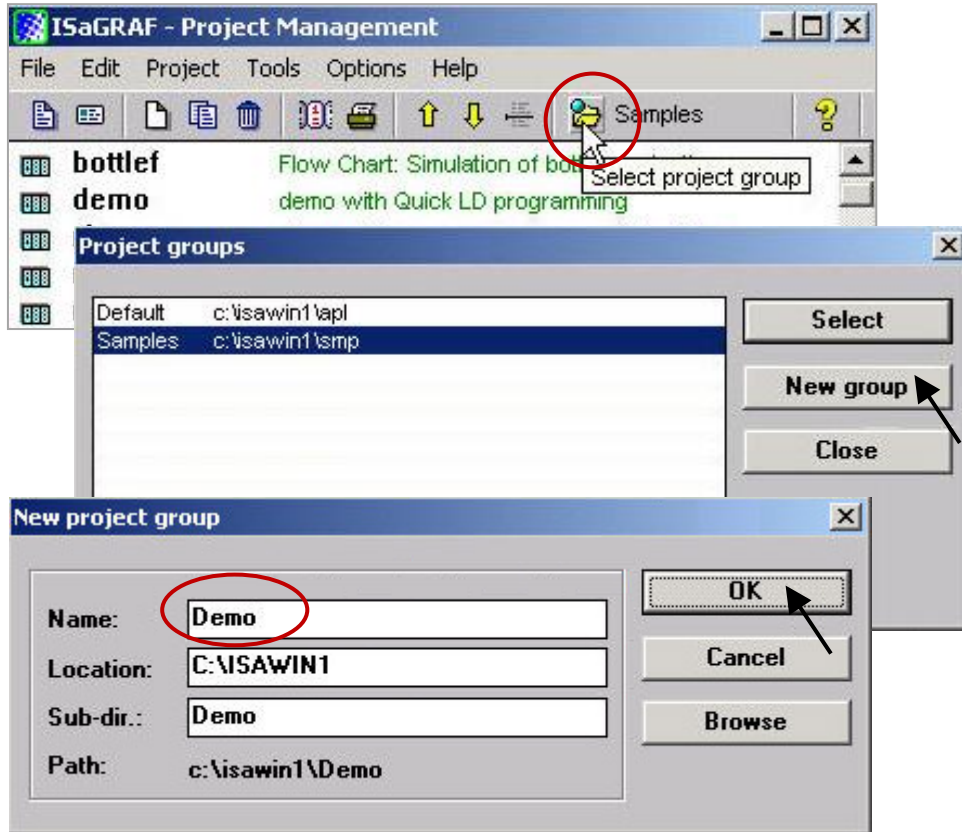 ISaGRAF - Project Management
File Edit Project Tools Options Help
Samples
bottlef Flow Chart: Simulation of
Select project group
demo demo with Quick LD programming
Project groups
Default c:\isawin1\apl
Samples c:\isawin1\smp
Select
New group
Close
New project group
Name: Demo
Location: C:\ISAWIN1
Sub-dir.: Demo
Path: c:\isawin1\Demo
OK
Cancel
Browse